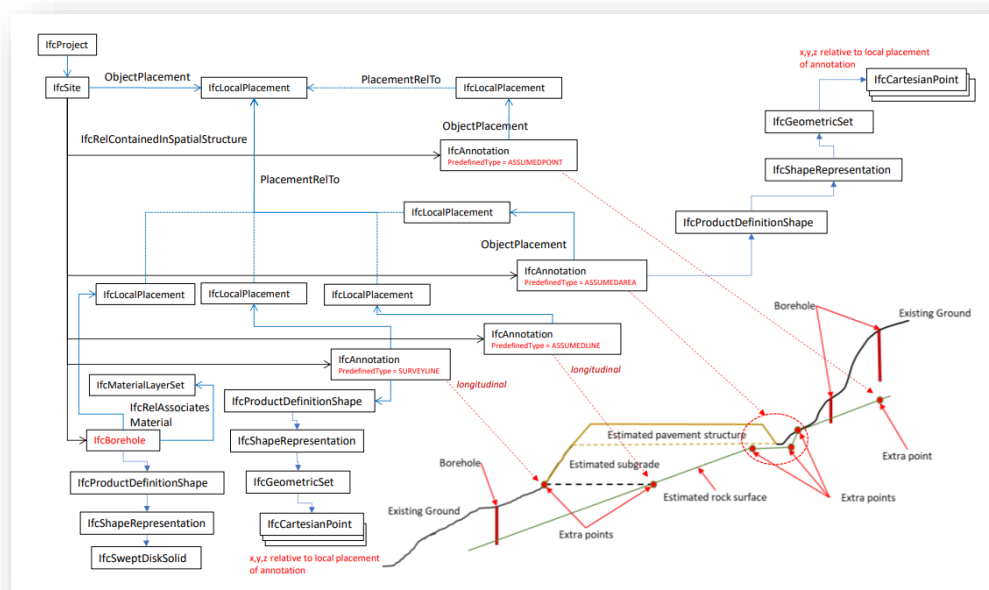 IfcProject
x,y,z relative to local placement
of annotation
ObjectPlacement
PlacementRelTo
IfcSite
IfcLocalPlacement
IfcLocalPlacement
IfcCartesianPoint
ObjectPlacement
IfcGeometricSet
IfcRelContainedInSpatialStructure
IfcAnnotation
PredefinedType = ASSUMEDPOINT
IfcShapeRepresentation
PlacementRelTo
IfcLocalPlacement
IfcProductDefinitionShape
ObjectPlacement
IfcAnnotation
PredefinedType = ASSUMEDAREA
IfcLocalPlacement
IfcLocalPlacement
IfcLocalPlacement
Borehole
Existing Ground
IfcAnnotation
PredefinedType = ASSUMEDLINE
IfcAnnotation
PredefinedType = SURVEYLINE
longitudinal
longitudinal
IfcMaterialLayerSet
IfcRelAssociates
Material
IfcProductDefinitionShape
IfcBorehole
IfcShapeRepresentation
Estimated pavement structure
Extra point
Borehole
Estimated subgrade
IfcProductDefinitionShape
IfcGeometricSet
Estimated rock surface
Extra points
Existing Ground
IfcShapeRepresentation
IfcCartesianPoint
Extra points
IfcSweptDiskSolid
x,y,z relative to local placement
of annotation